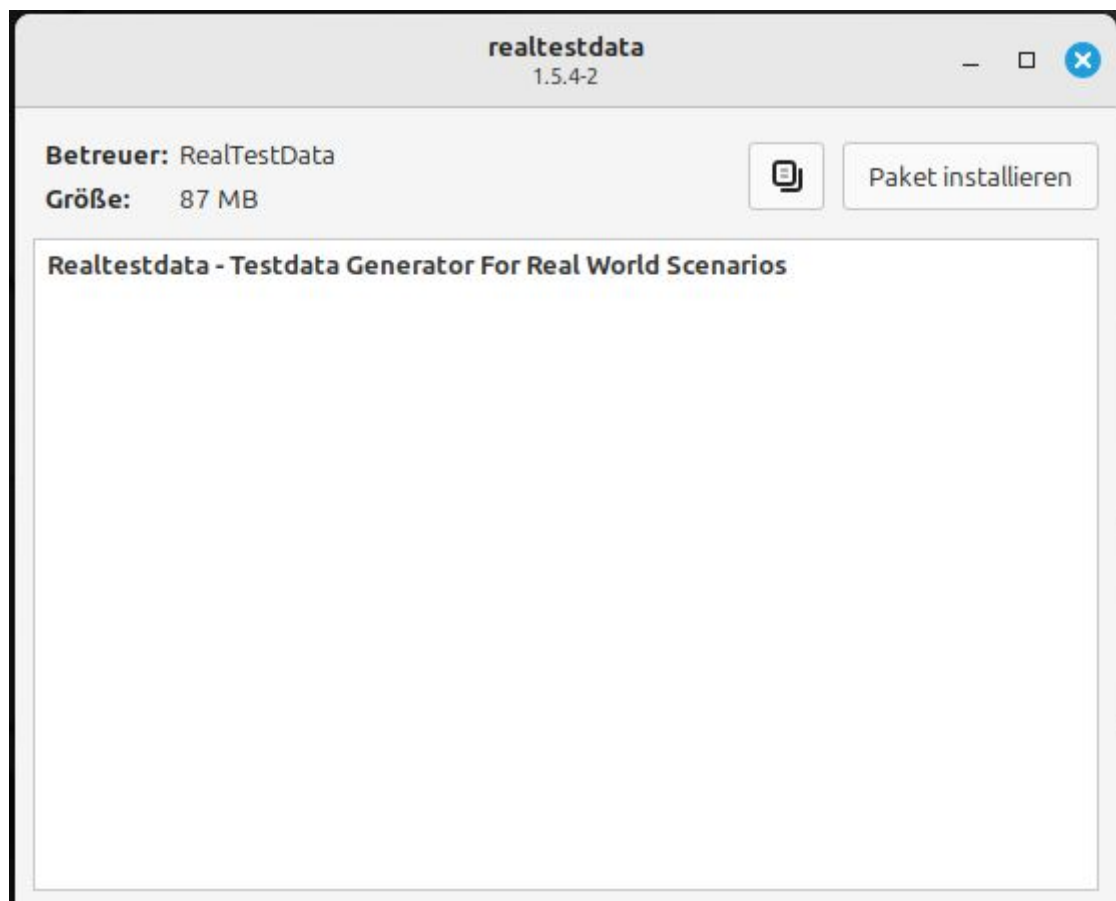 realtestdata
1.5.4-2
Betreuer: RealTestData
Größe: 87 MB
Paket installieren
Realtestdata - Testdata Generator For Real World Scenarios